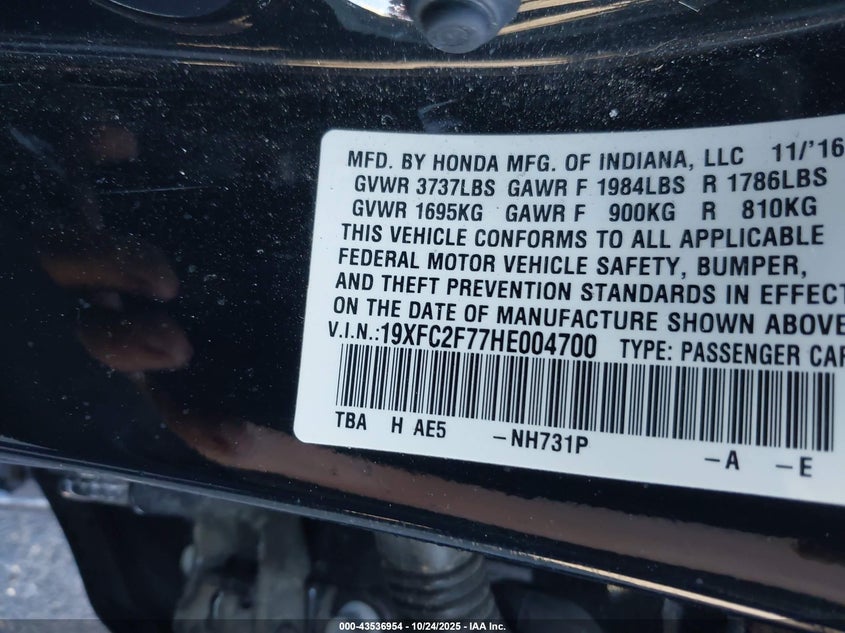 MFD. BY HONDA MFG. OF INDIANA, LLC 11/'16
GVWR 3737LBS GAWR F 1984LBS R 1786LBS
GVWR 1695KG GAWR F 900KG R 810KG
THIS VEHICLE CONFORMS TO ALL APPLICABLE
FEDERAL MOTOR VEHICLE SAFETY, BUMPER,
AND THEFT PREVENTION STANDARDS IN EFFECT
ON THE DATE OF MANUFACTURE SHOWN ABOVE
V.I.N.:19XFC2F77HE004700 TYPE: PASSENGER CAR
TBA H AE5 -NH731P
-A -E
000-43536954 - 10/24/2025 - IAA Inc.